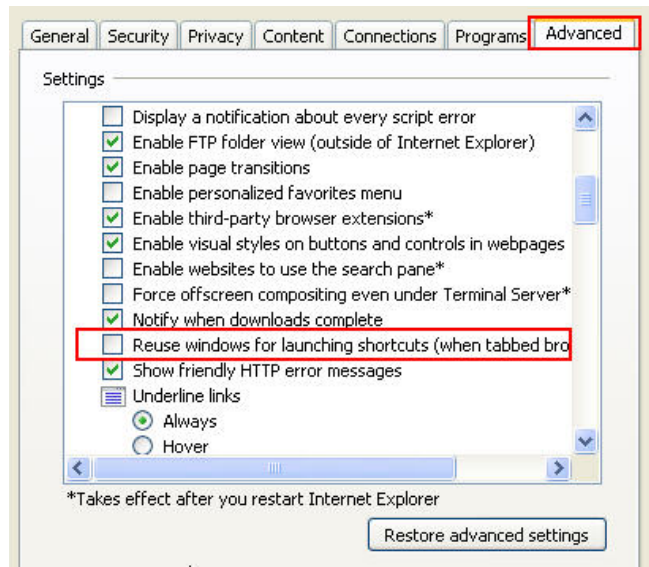 General Security Privacy Content Connections Programs Advanced
Settings
Display a notification about every script error
Enable FTP folder view (outside of Internet Explorer)
Enable page transitions
Enable personalized favorites menu
Enable third-party browser extensions*
Enable visual styles on buttons and controls in webpages
Enable websites to use the search pane*
Force offscreen compositing even under Terminal Server*
Notify when downloads complete
Reuse windows for launching shortcuts (when tabbed bro
Show friendly HTTP error messages
Underline links
Always
Hover
*Takes effect after you restart Internet Explorer
Restore advanced settings